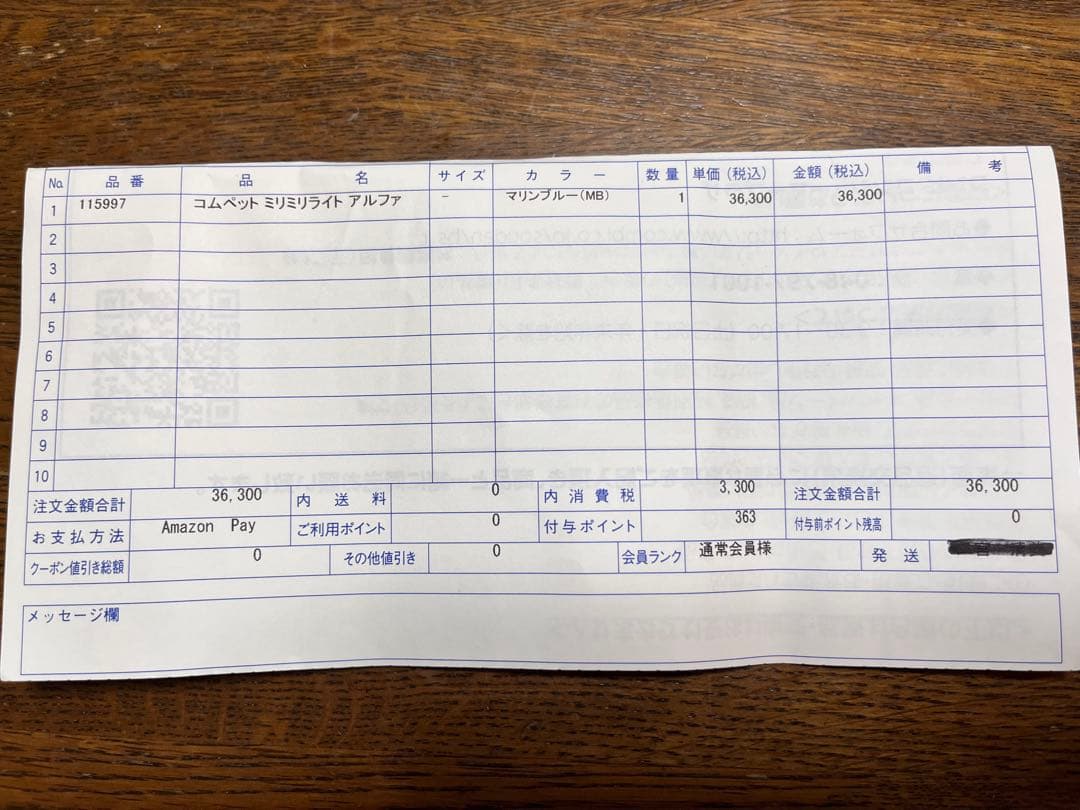 No. 品番 品名 サイズ カラー 数量 単価(税込) 金額(税込) 備考
1 115997 コムペット ミリミリライト アルファ - マリンブルー(MB) 1 36,300 36,300
2
3
4
5
6
7
8
9
10
注文金額合計 36,300 内送料 0 内消費税 3,300 注文金額合計 36,300
お支払方法 Amazon Pay ご利用ポイント 0 付与ポイント 363 付与前ポイント残高 0
クーポン値引き総額 0 その他値引き 0 会員ランク 通常会員様 発送
メッセージ欄